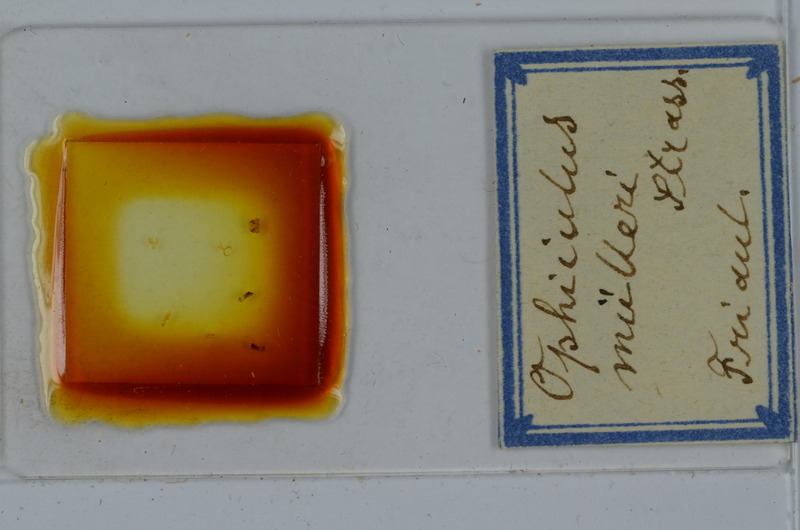 Ophiiulus
mülleri
Strass.
Friaul.